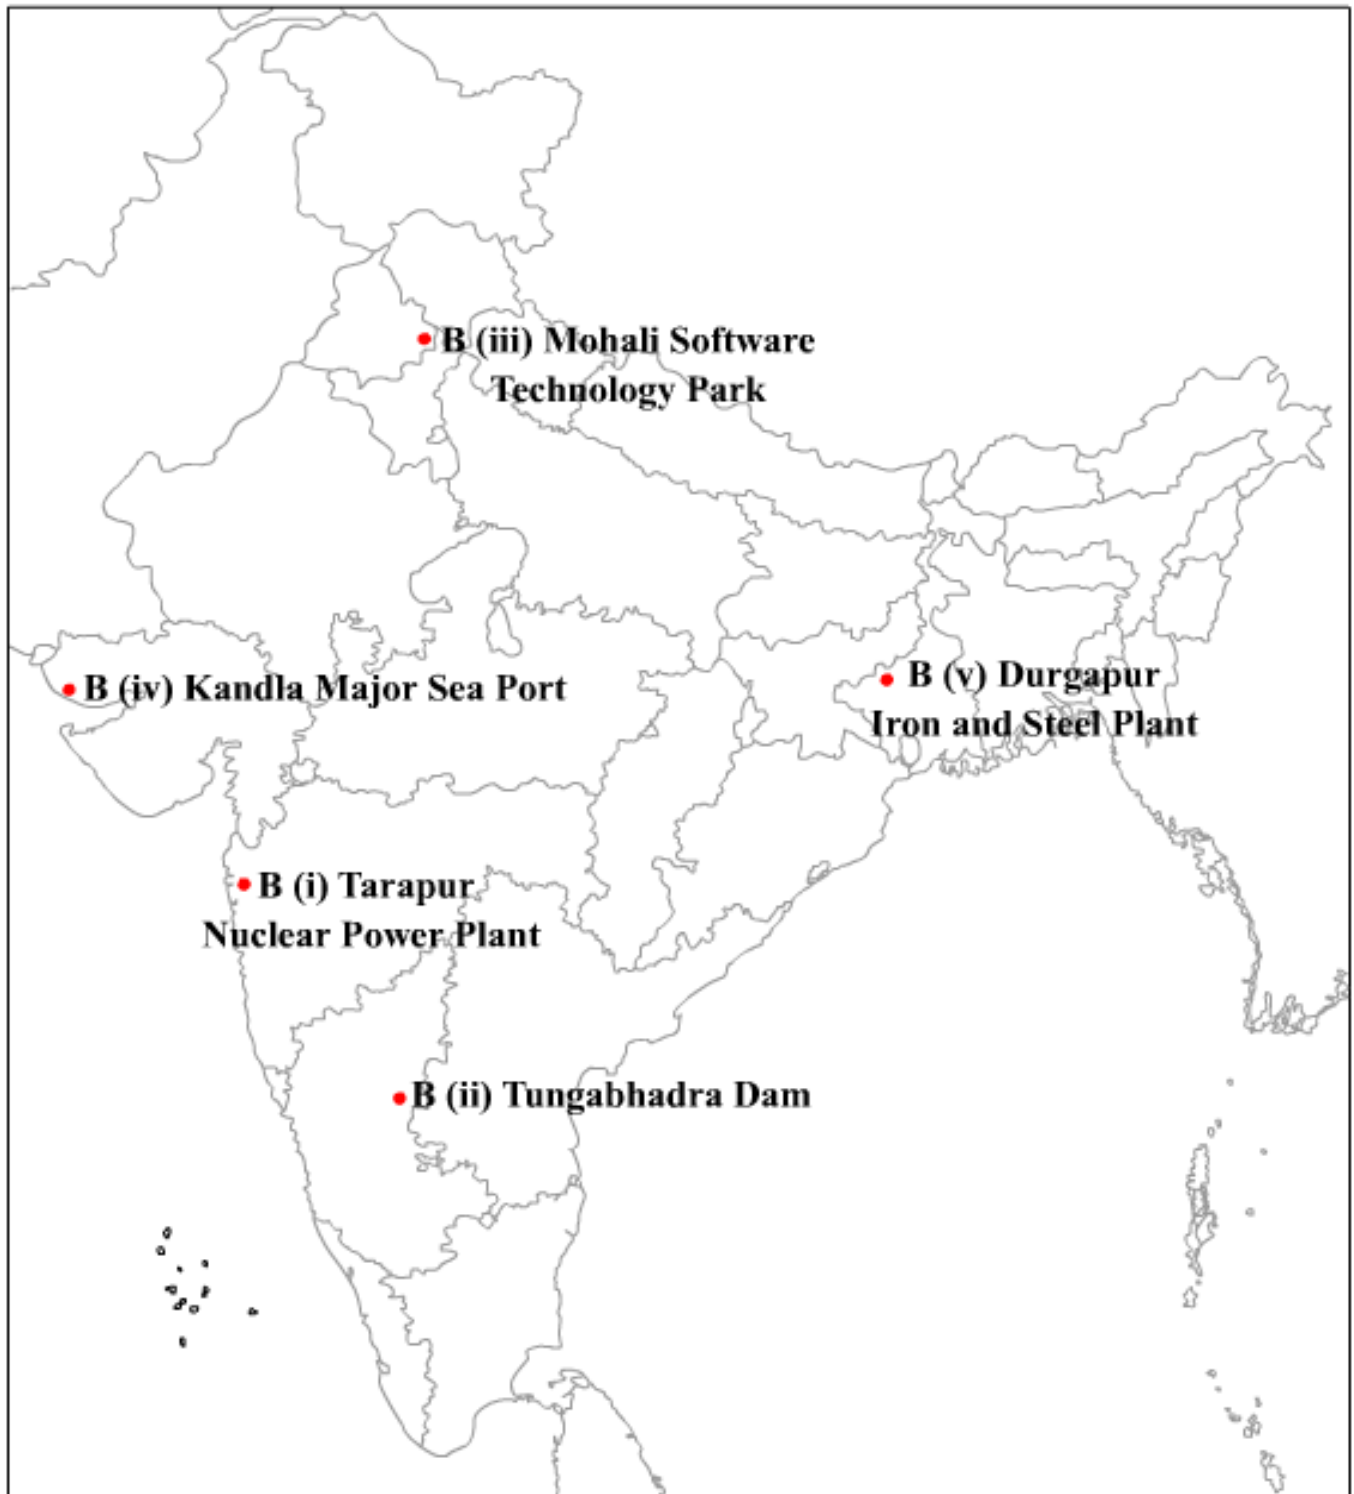 B (iii) Mohali Software
Technology Park
B (v) Durgapur
Iron and Steel Plant
B (iv) Kandla Major Sea Port
B (i) Tarapur
Nuclear Power Plant
B (ii) Tungabhadra Dam